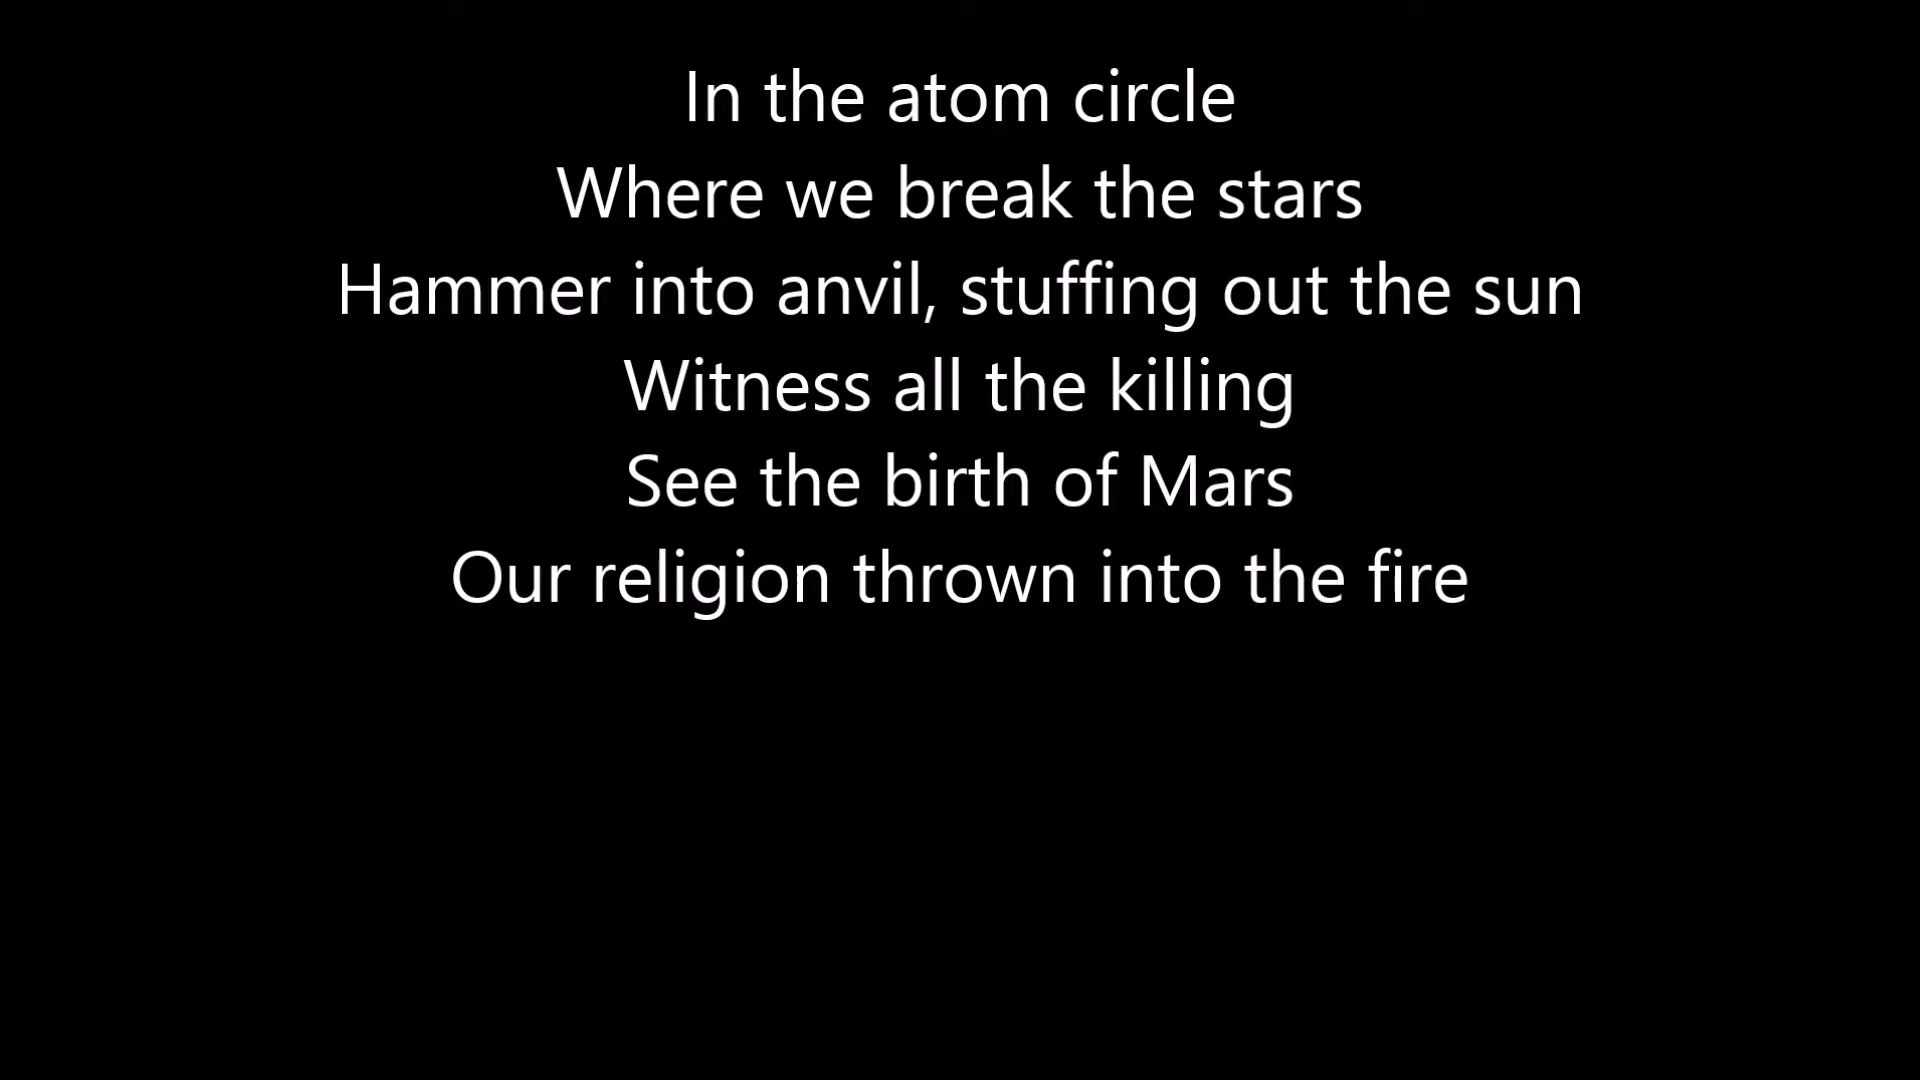 In the atom circle
Where we break the stars
Hammer into anvil, stuffing out the sun
Witness all the killing
See the birth of Mars
Our religion thrown into the fire